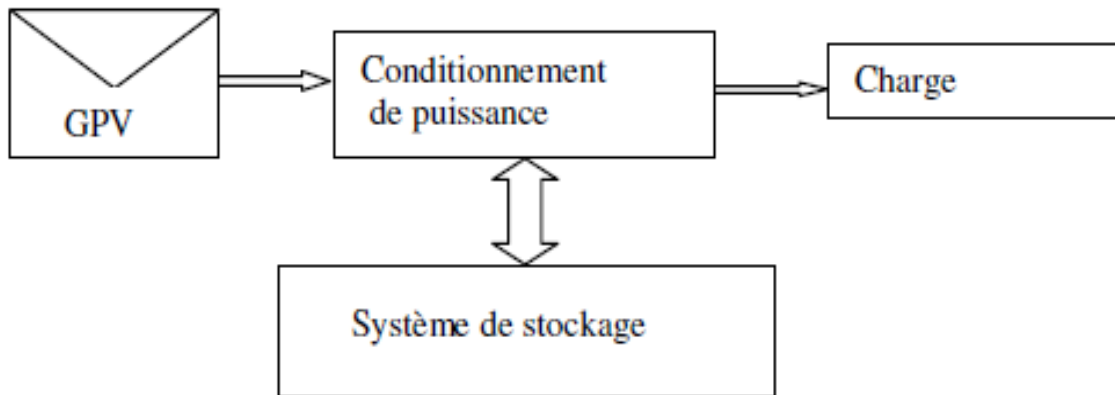 GPV
Conditionnement
de puissance
Charge
Système de stockage